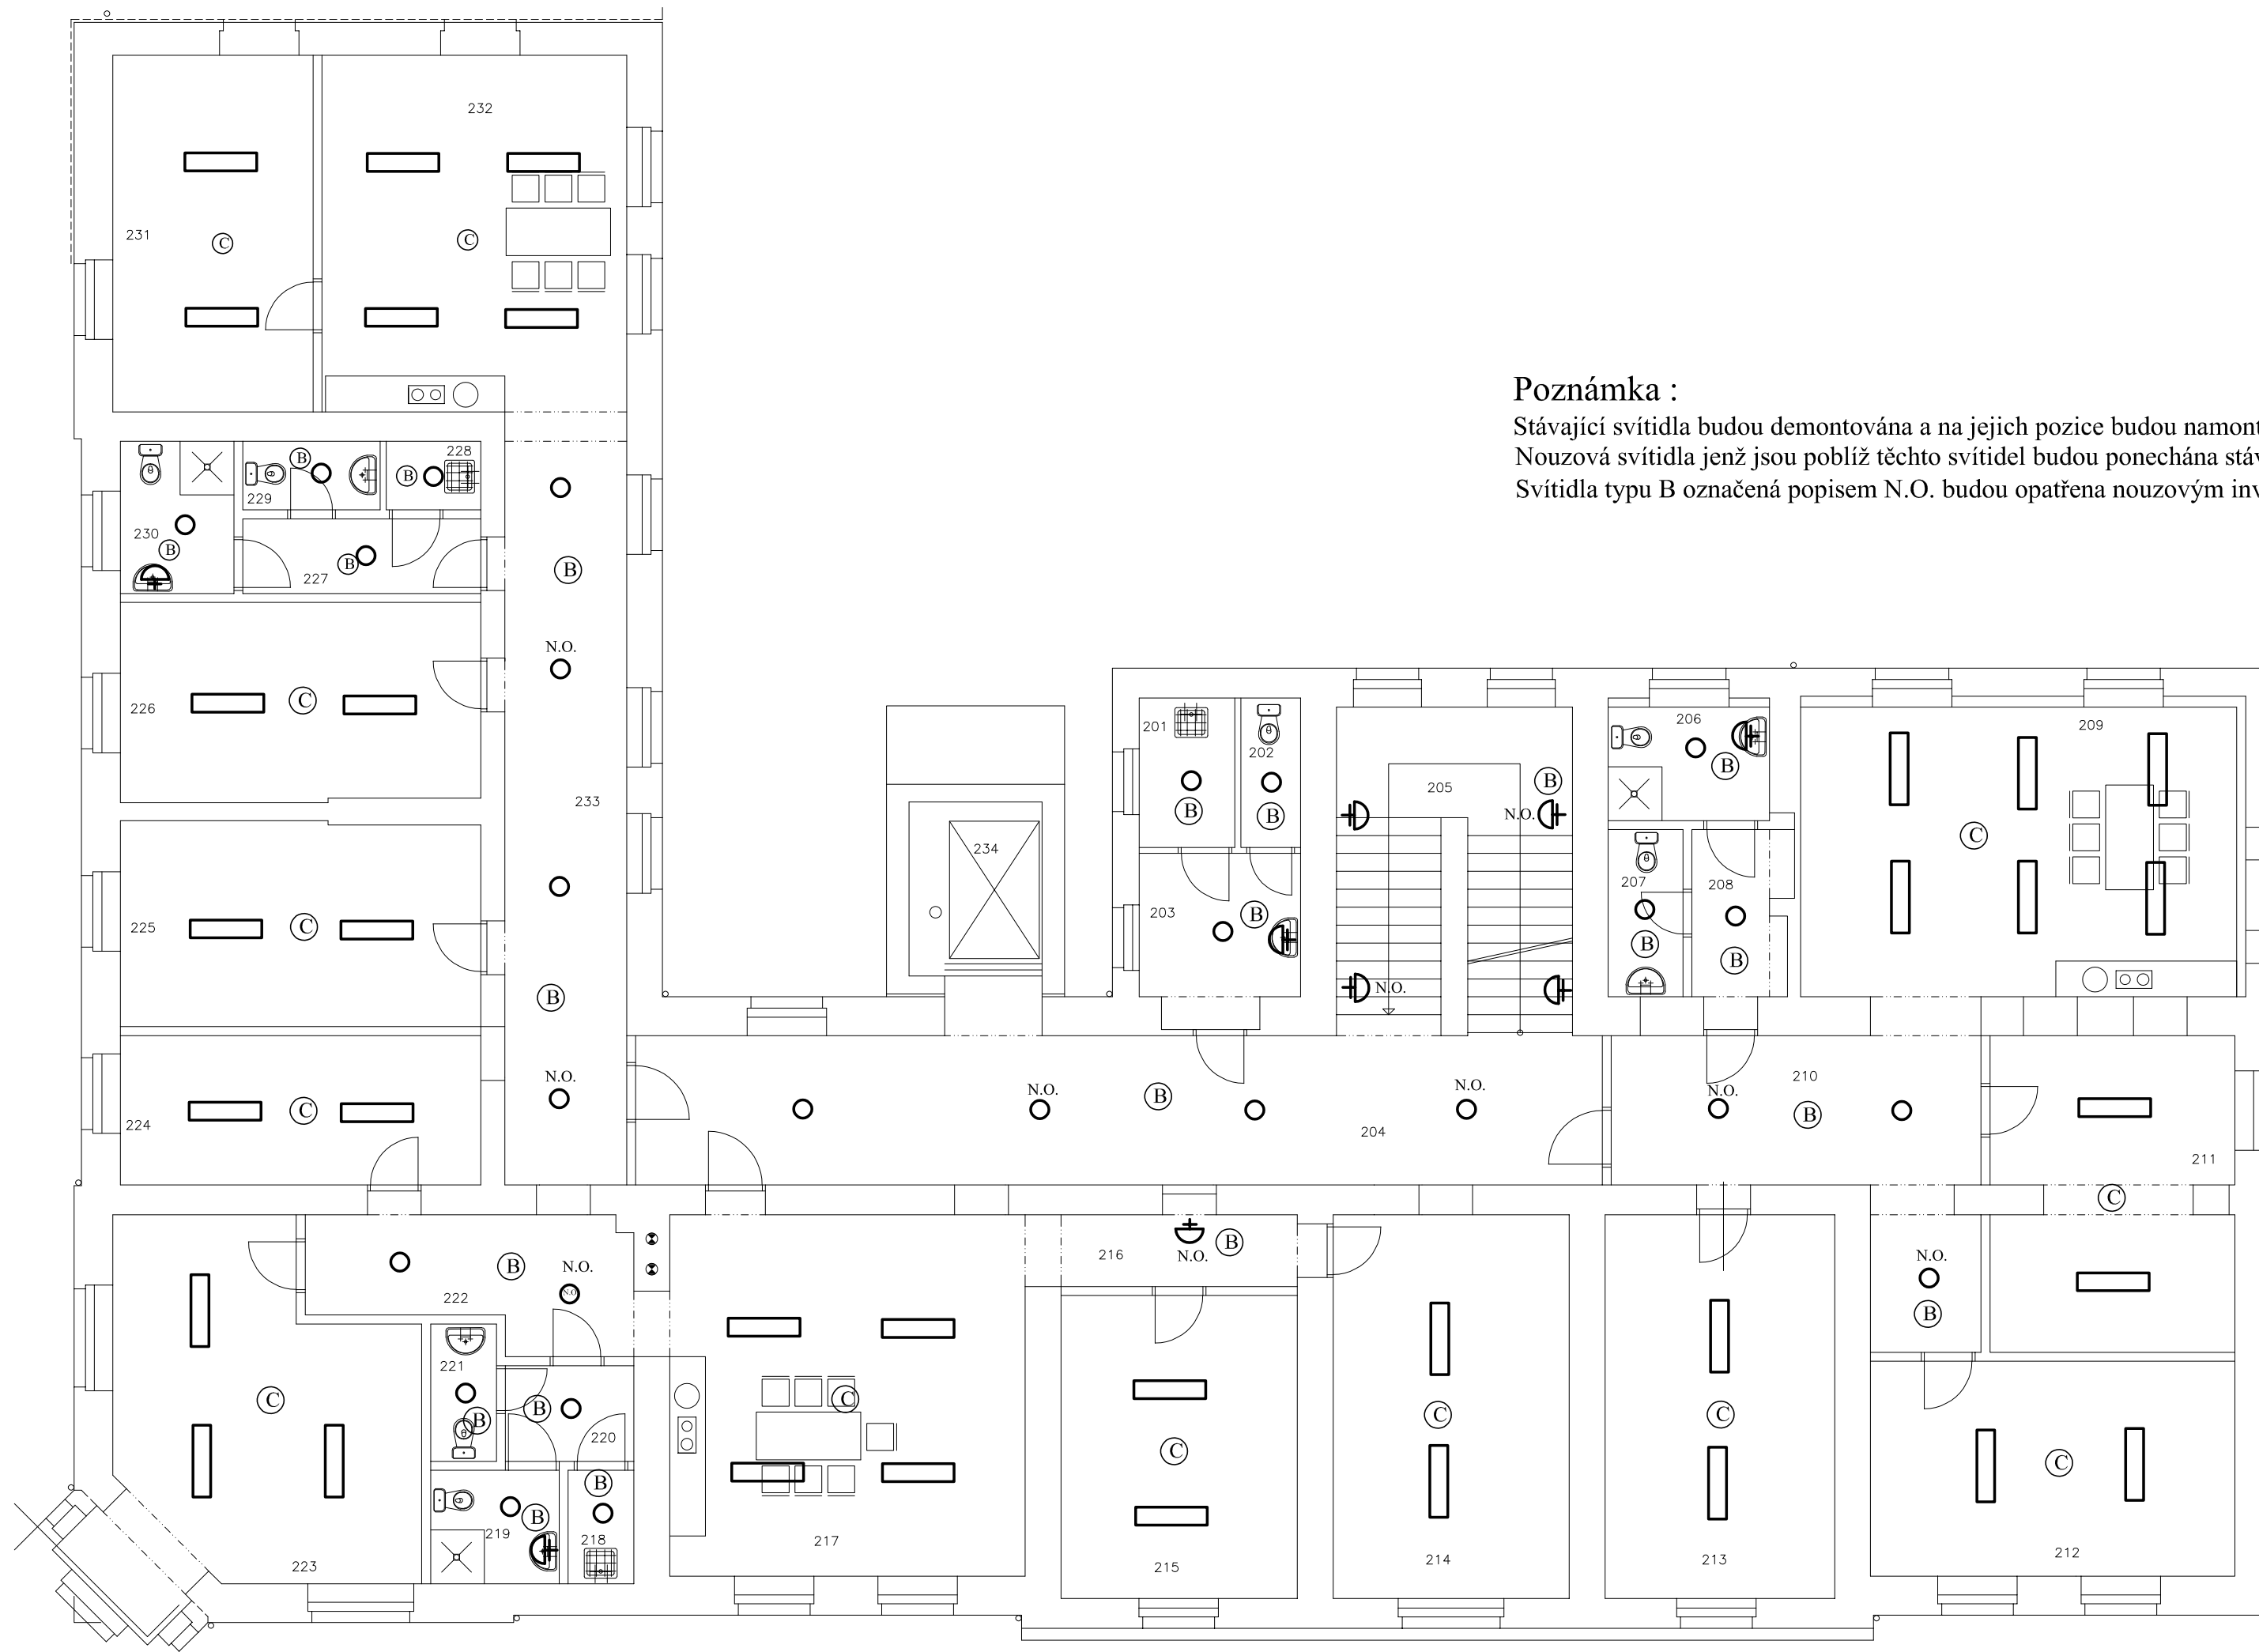 232
231
C
C
Poznámka :
Stávající svítidla budou demontována a na jejich pozice budou
Nouzová svítidla jenž jsou poblíž těchto svítidel budou ponechána
Svítidla typu B označená popisem N.O. budou opatřena nouzovým
228
B
B
229
230
B
B
227
B
N.O.
226
C
233
225
C
B
224
C
N.O.
234
201
202
B
B
203
B
205
B
N.O.
N.O.
206
B
207
208
B
B
209
C
N.O.
B
N.O.
204
210
N.O.
B
211
C
222
B
N.O.
N.O.
216
N.O.
B
N.O.
B
221
B
B
220
C
223
B
219
B
218
C
217
C
215
C
214
C
213
C
212